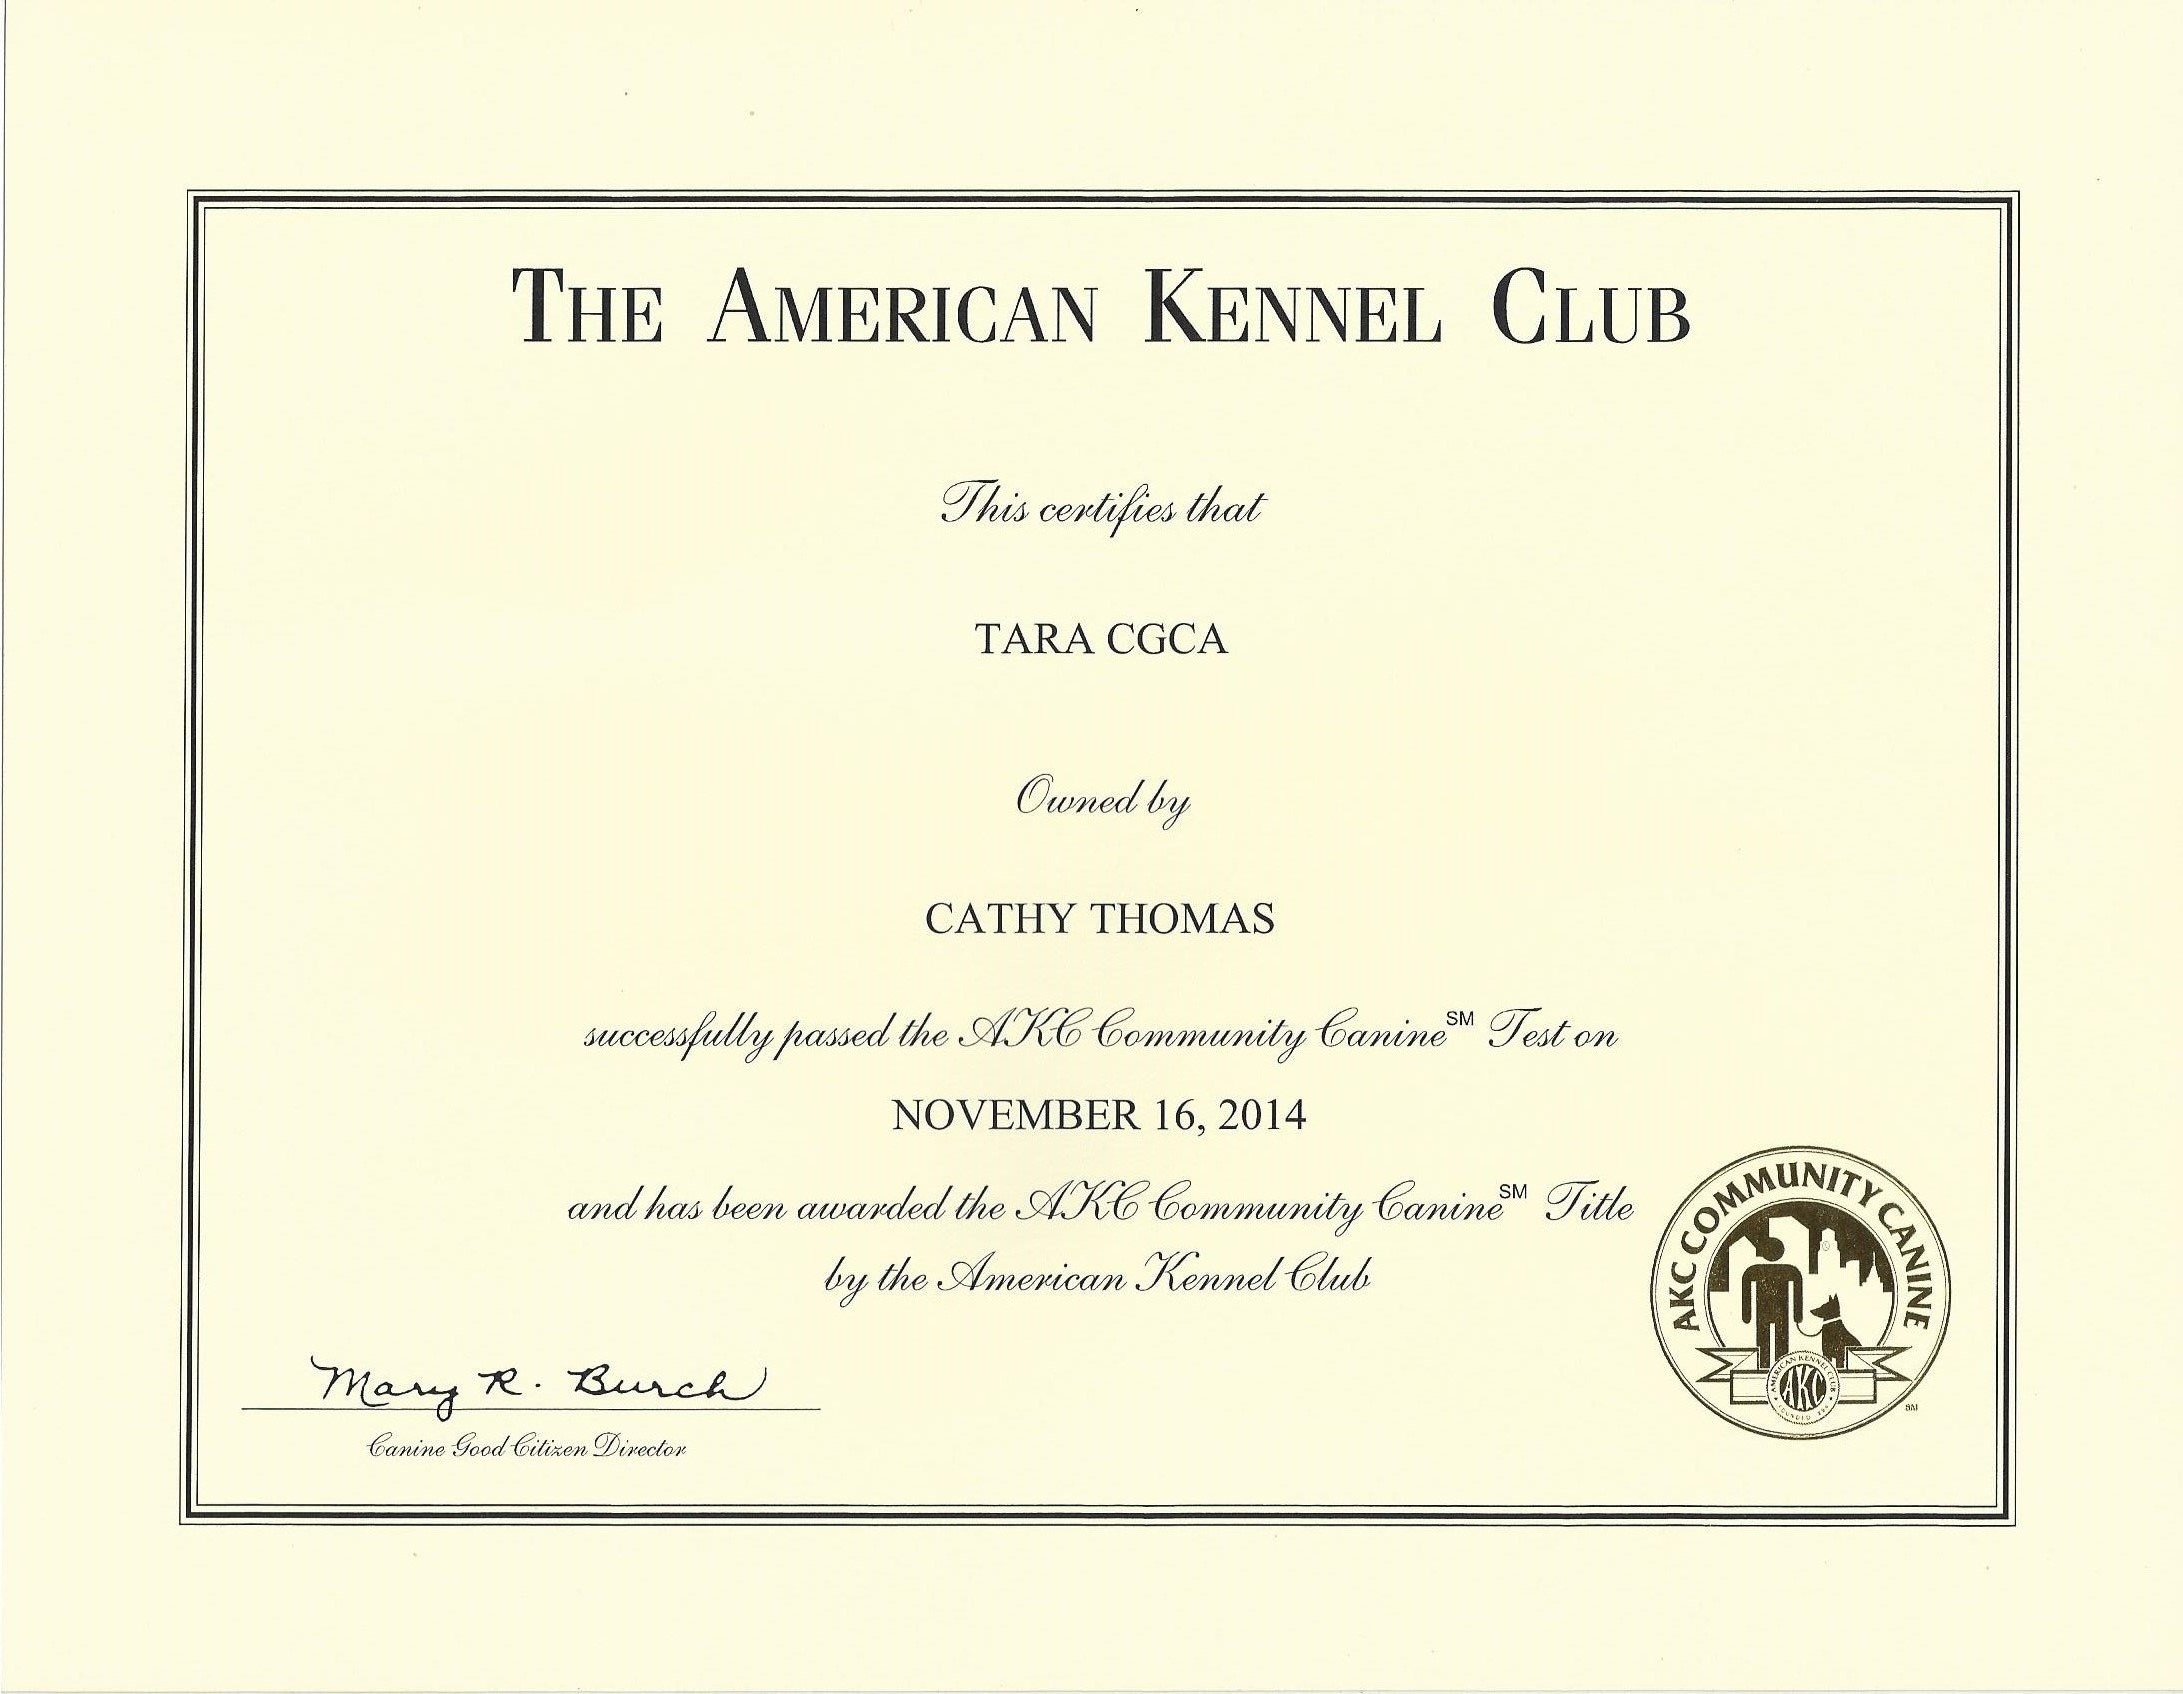 THE AMERICAN KENNEL CLUB
This certifies that
TARA CGCA
Owned by
CATHY THOMAS
successfully passed the AKC Community Canine℠ Test on
NOVEMBER 16, 2014
and has been awarded the AKC Community Canine℠ Title
by the American Kennel Club
Mary R. Burch
Canine Good Citizen Director
AKC COMMUNITY CANINE
AMERICAN KENNEL CLUB
AKC
FOUNDED
SM